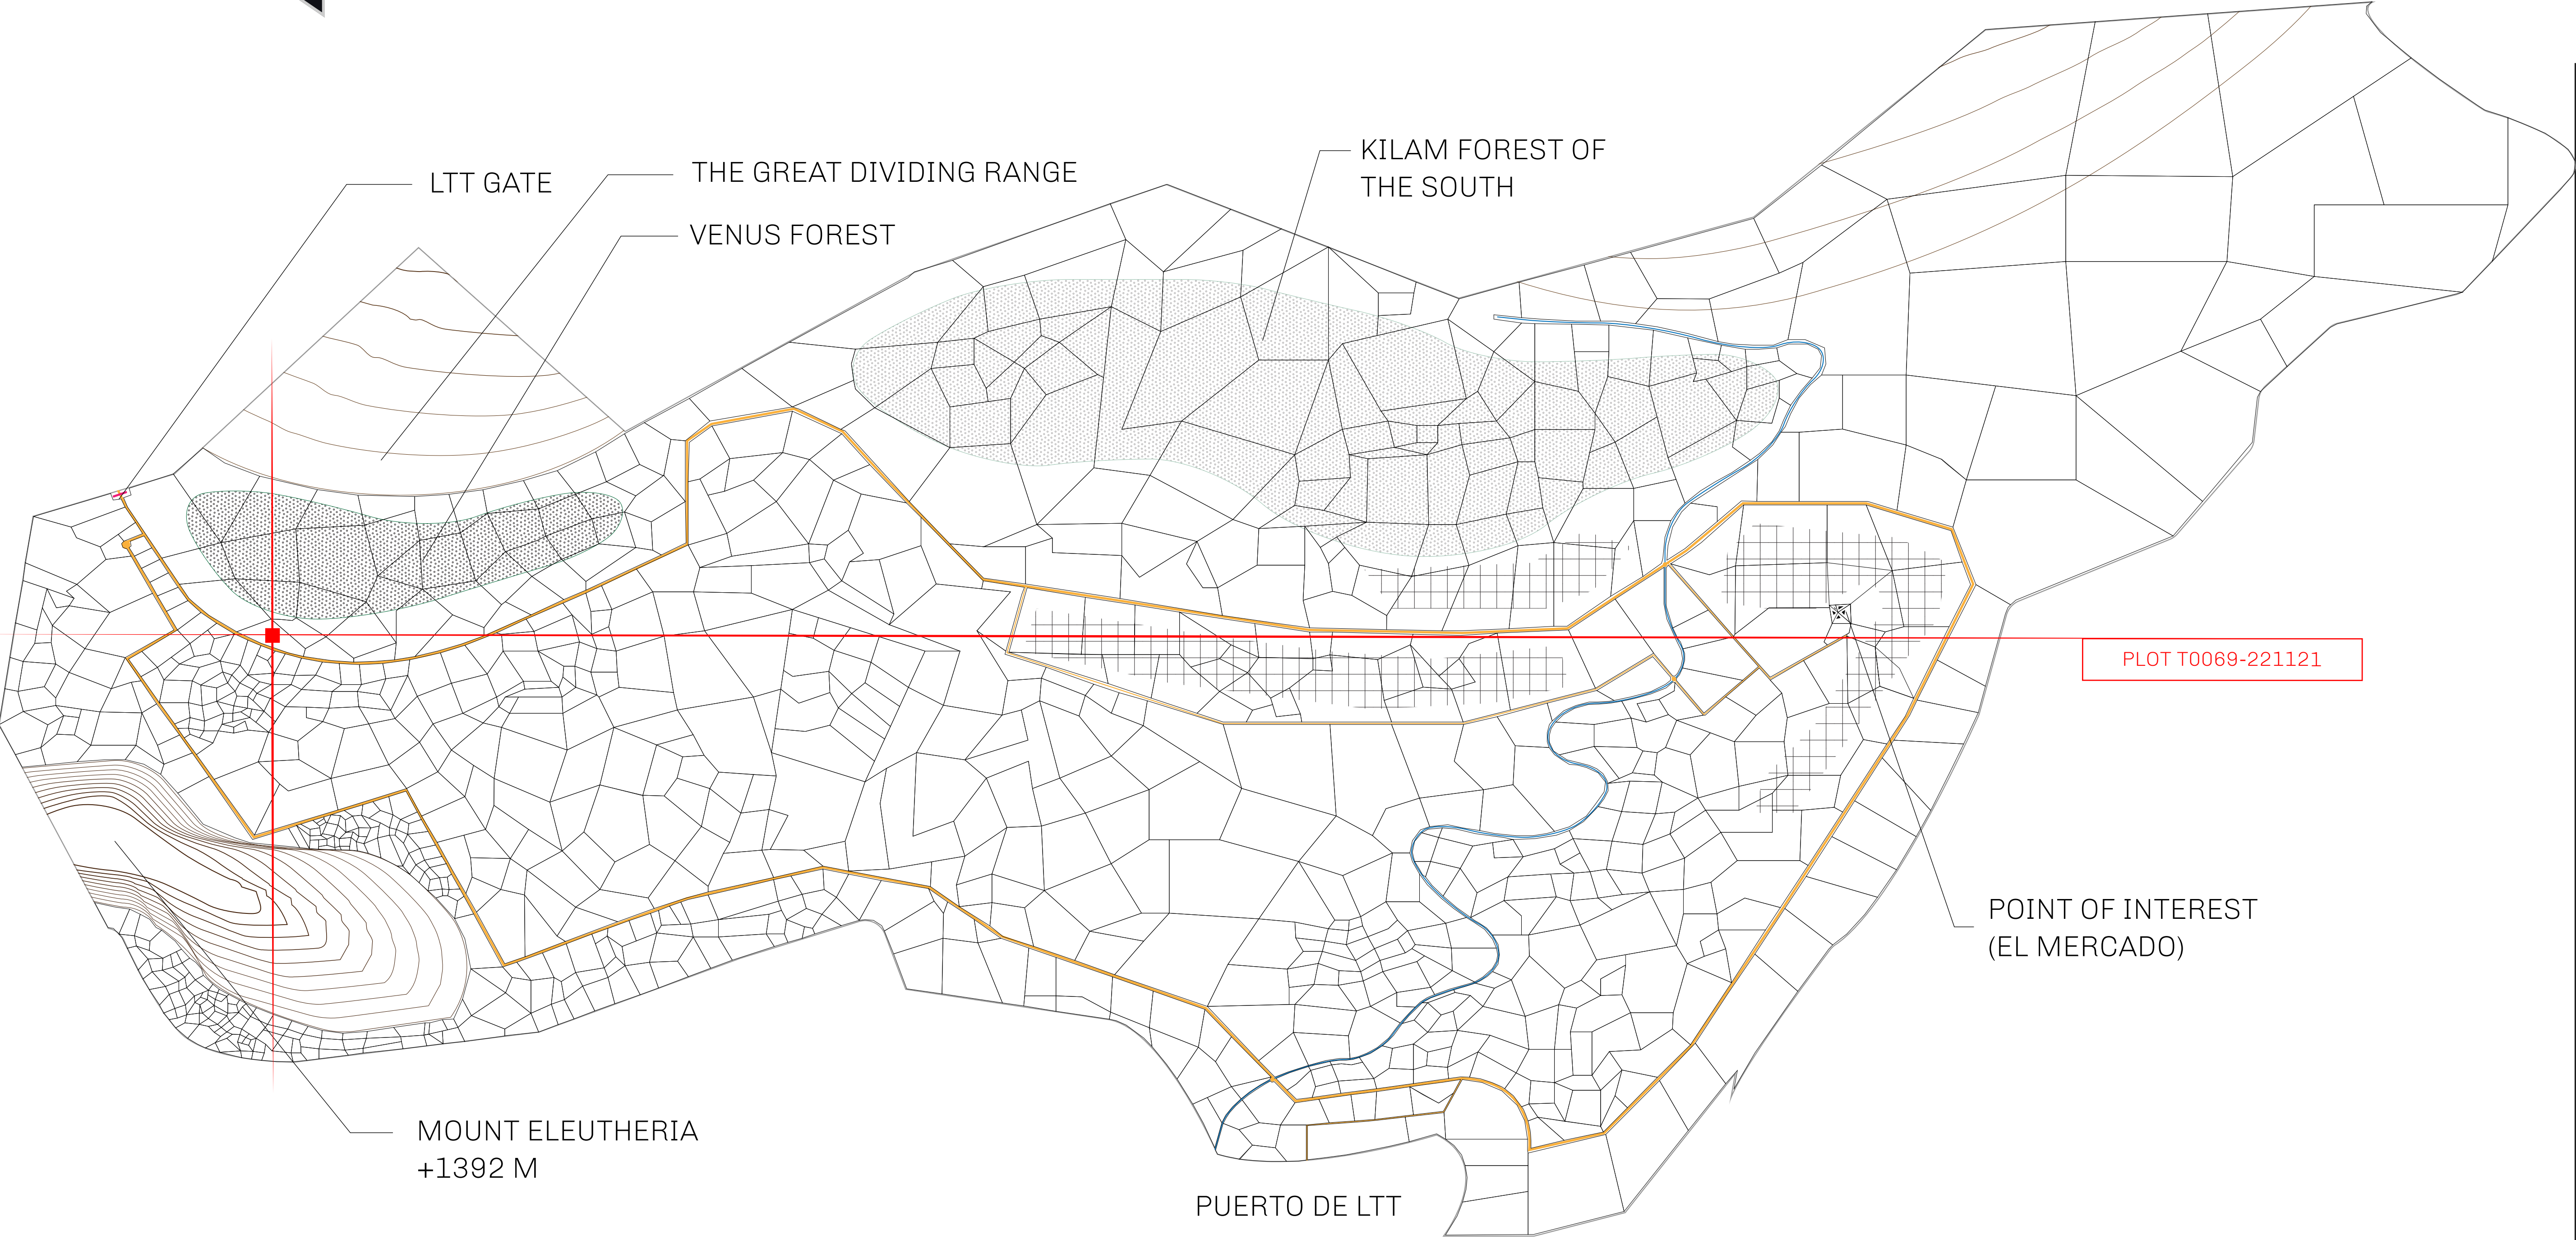 LTT GATE
THE GREAT DIVIDING RANGE
VENUS FOREST
KILAM FOREST OF
THE SOUTH
PLOT T0069-221121
POINT OF INTEREST
(EL MERCADO)
MOUNT ELEUTHERIA
+1392 M
PUERTO DE LTT